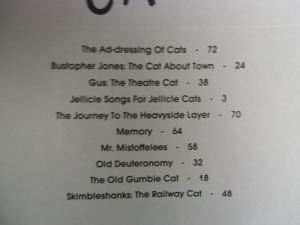 The Ad-dressing Of Cats - 72
Bustopher Jones: The Cat About Town - 24
Gus: The Theatre Cat - 38
Jellicle Songs For Jellicle Cats - 3
The Journey To The Heavyside Layer - 70
Memory - 64
Mr. Mistoffelees - 58
Old Deuteronomy - 32
The Old Gumbie Cat - 18
Skimbleshanks: The Railway Cat - 48